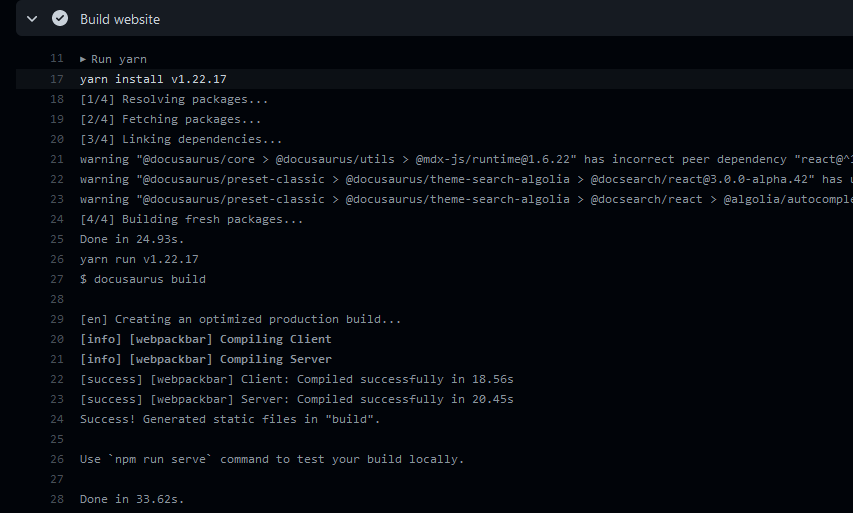 Build website
11 Run yarn
17 yarn install v1.22.17
18 [1/4] Resolving packages...
19 [2/4] Fetching packages...
20 [3/4] Linking dependencies...
21 warning "@docusaurus/core > @docusaurus/utils > @mdx-js/runtime@1.6.22" has incorrect peer dependency "react@^1
22 warning "@docusaurus/preset-classic > @docusaurus/theme-search-algolia > @docsearch/react@3.0.0-alpha.42" has u
23 warning "@docusaurus/preset-classic > @docusaurus/theme-search-algolia > @docsearch/react > @algolia/autocomple
24 [4/4] Building fresh packages...
25 Done in 24.93s.
26 yarn run v1.22.17
27 $ docusaurus build
28
29 [en] Creating an optimized production build...
20 [info] [webpackbar] Compiling Client
21 [info] [webpackbar] Compiling Server
22 [success] [webpackbar] Client: Compiled successfully in 18.56s
23 [success] [webpackbar] Server: Compiled successfully in 20.45s
24 Success! Generated static files in "build".
25
26 Use `npm run serve` command to test your build locally.
27
28 Done in 33.62s.